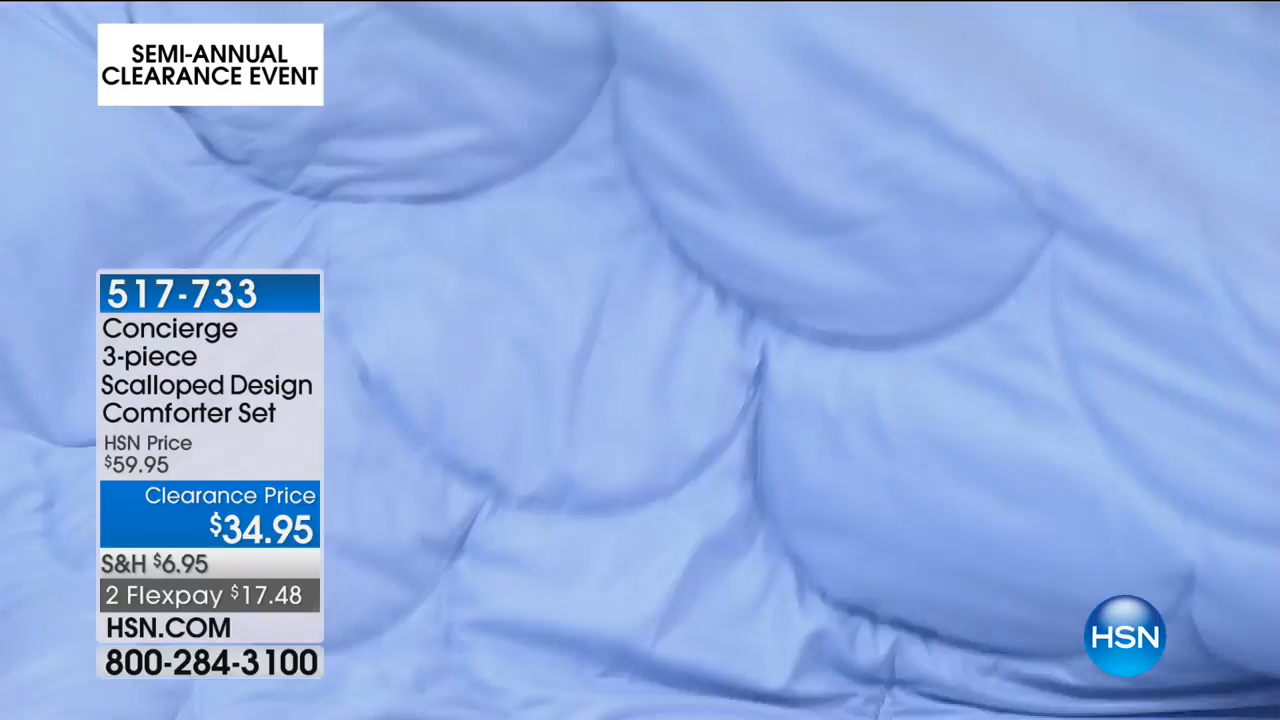 SEMI-ANNUAL
CLEARANCE EVENT
517-733
Concierge
3-piece
Scalloped Design
Comforter Set
HSN Price
$59.95
Clearance Price
$34.95
S&H $6.95
2 Flexpay $17.48
HSN.COM
800-284-3100
HSN